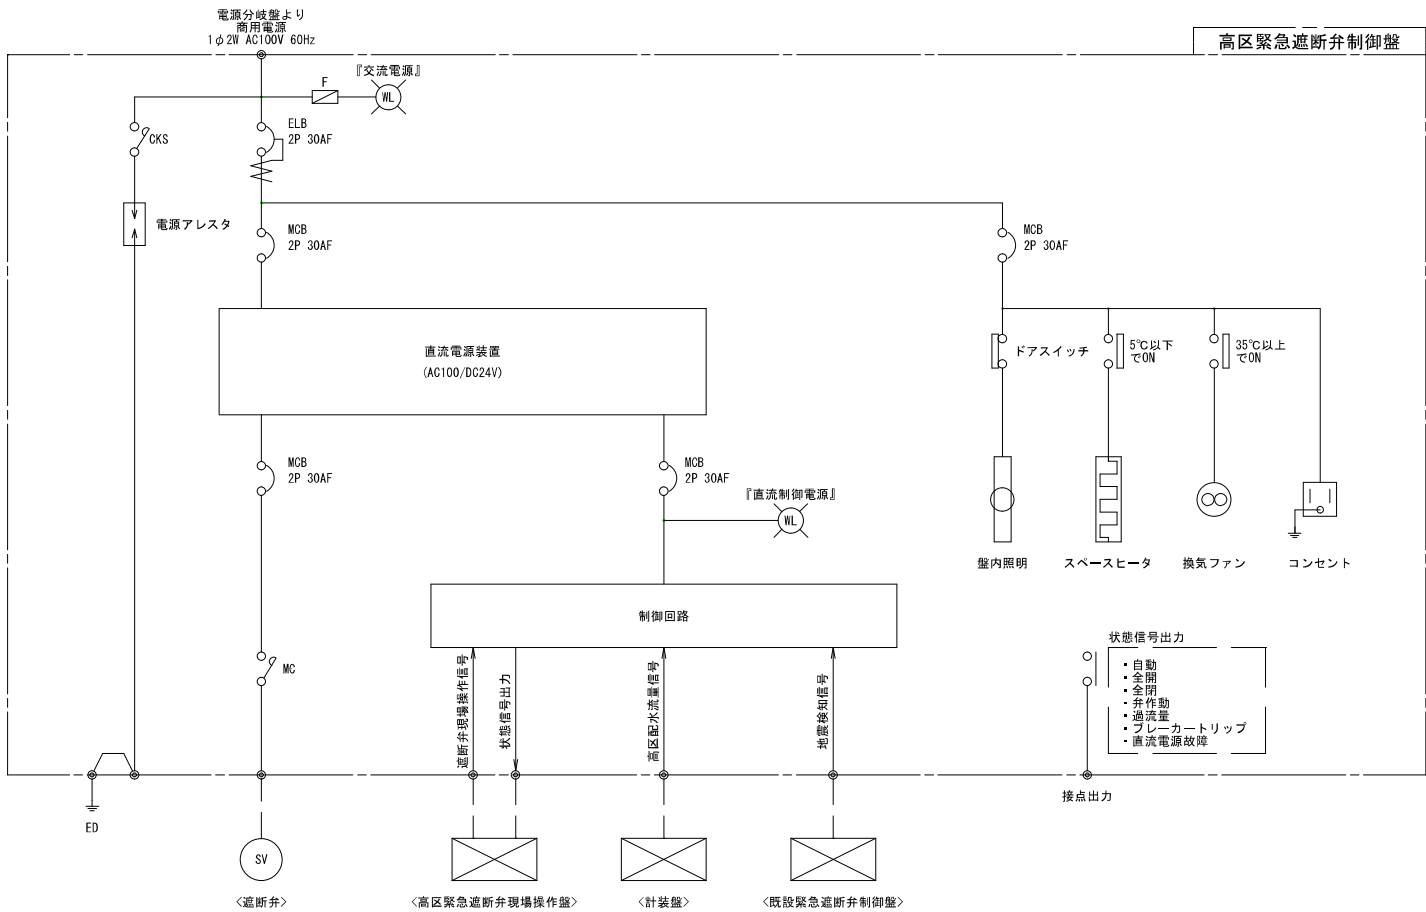 電源分岐盤より
商用電源
1φ2W AC100V 60Hz
高区緊急遮断弁制御盤
『交流電源』
F
WL
CKS
ELB
2P 30AF
電源アレスタ
MCB
2P 30AF
MCB
2P 30AF
直流電源装置
(AC100/DC24V)
ドアスイッチ
5℃以下
でON
35℃以上
でON
MCB
2P 30AF
MCB
2P 30AF
『直流制御電源』
WL
盤内照明
スペースヒータ
換気ファン
コンセント
制御回路
MC
遮断弁現場操作信号
状態信号出力
高区配水流量信号
地震検知信号
状態信号出力
・自動
・全開
・全閉
・弁作動
・過流量
・ブレーカートリップ
・直流電源故障
接点出力
ED
SV
<遮断弁>
<高区緊急遮断弁現場操作盤>
<計装盤>
<既設緊急遮断弁制御盤>